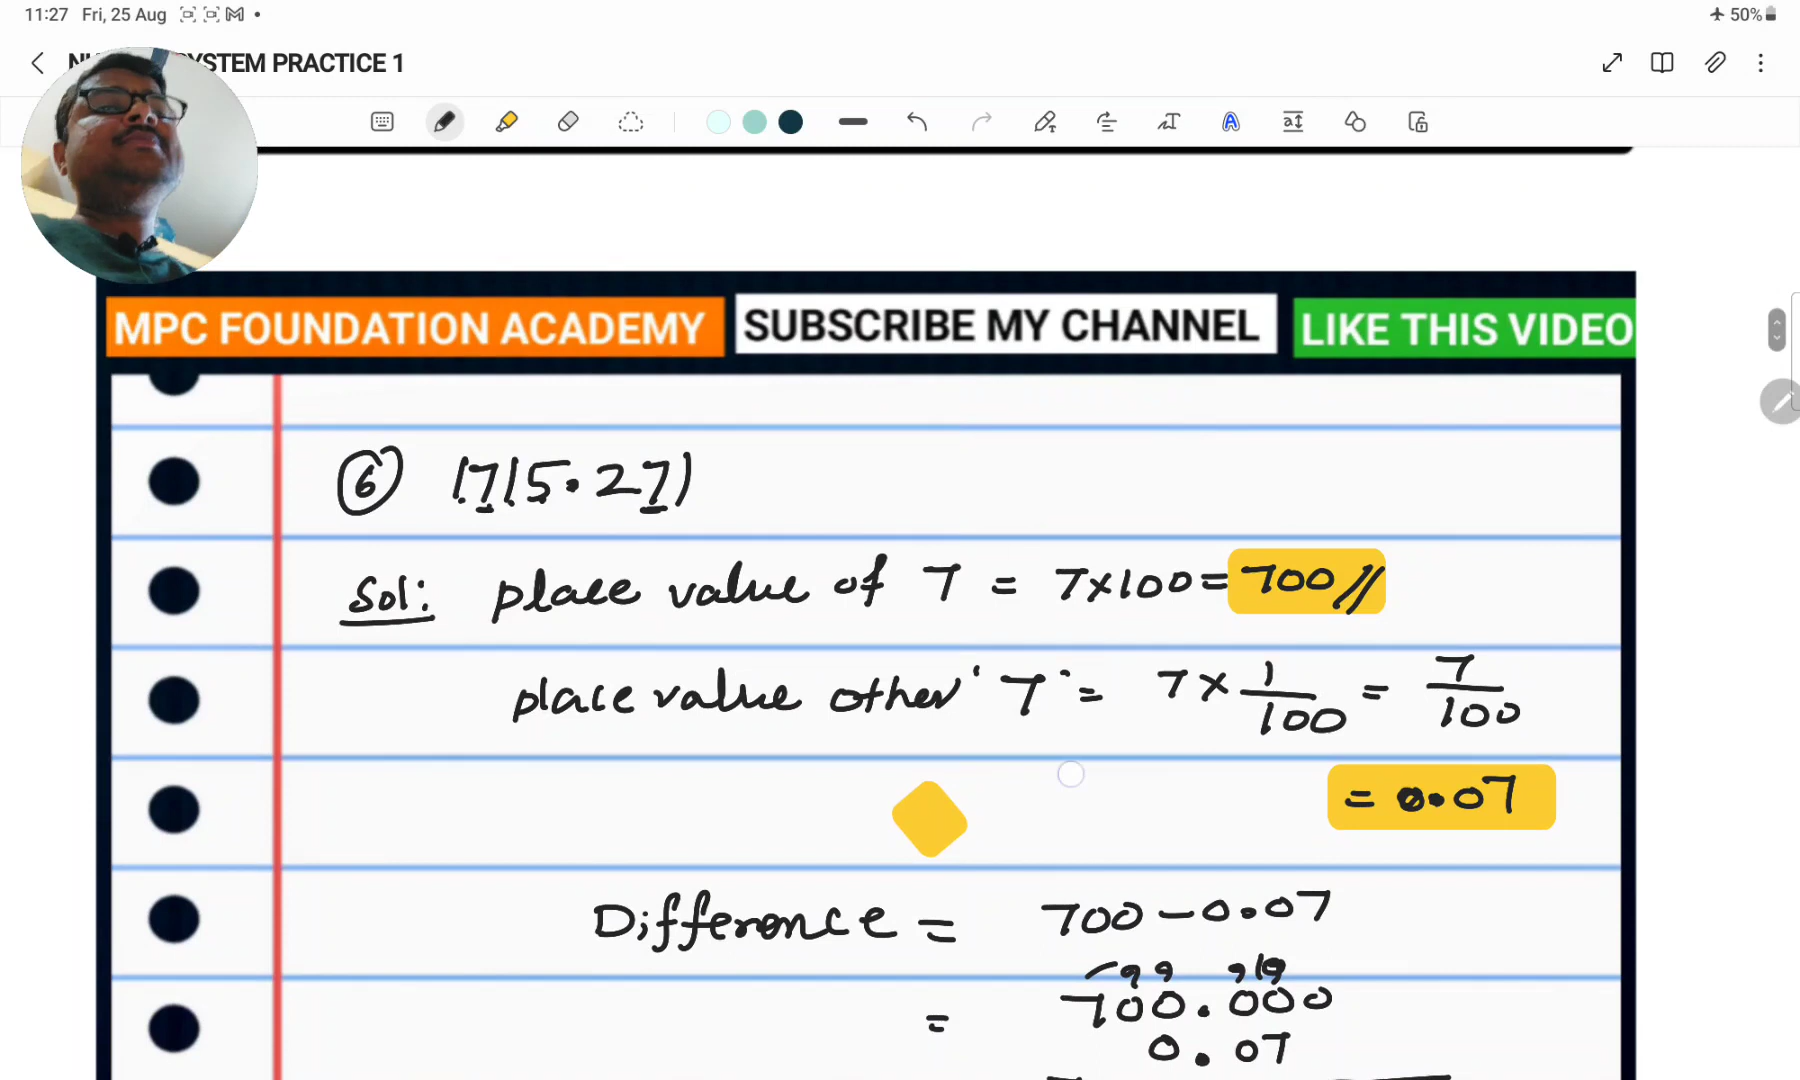 11:27 Fri, 25 Aug
50%
SYSTEM PRACTICE 1
MPC FOUNDATION ACADEMY SUBSCRIBE MY CHANNEL LIKE THIS VIDEO
6 1715.27
Sol: place value of 7 = 7×100 = 700//
place value other '7' = 7 × 1/100 = 7/100
= 0.07
Difference = 700 - 0.07
= 700.000
0.07